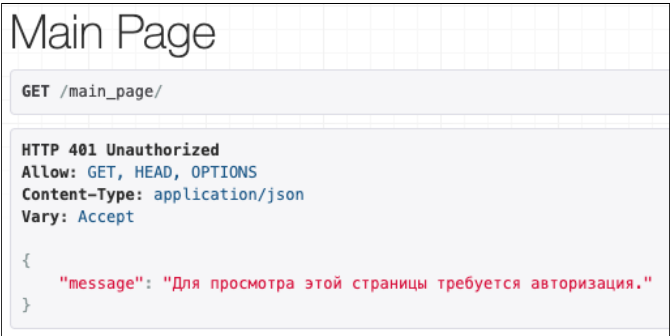 Main Page
GET /main_page/
HTTP 401 Unauthorized
Allow: GET, HEAD, OPTIONS
Content-Type: application/json
Vary: Accept
{
"message": "Для просмотра этой страницы требуется авторизация."
}